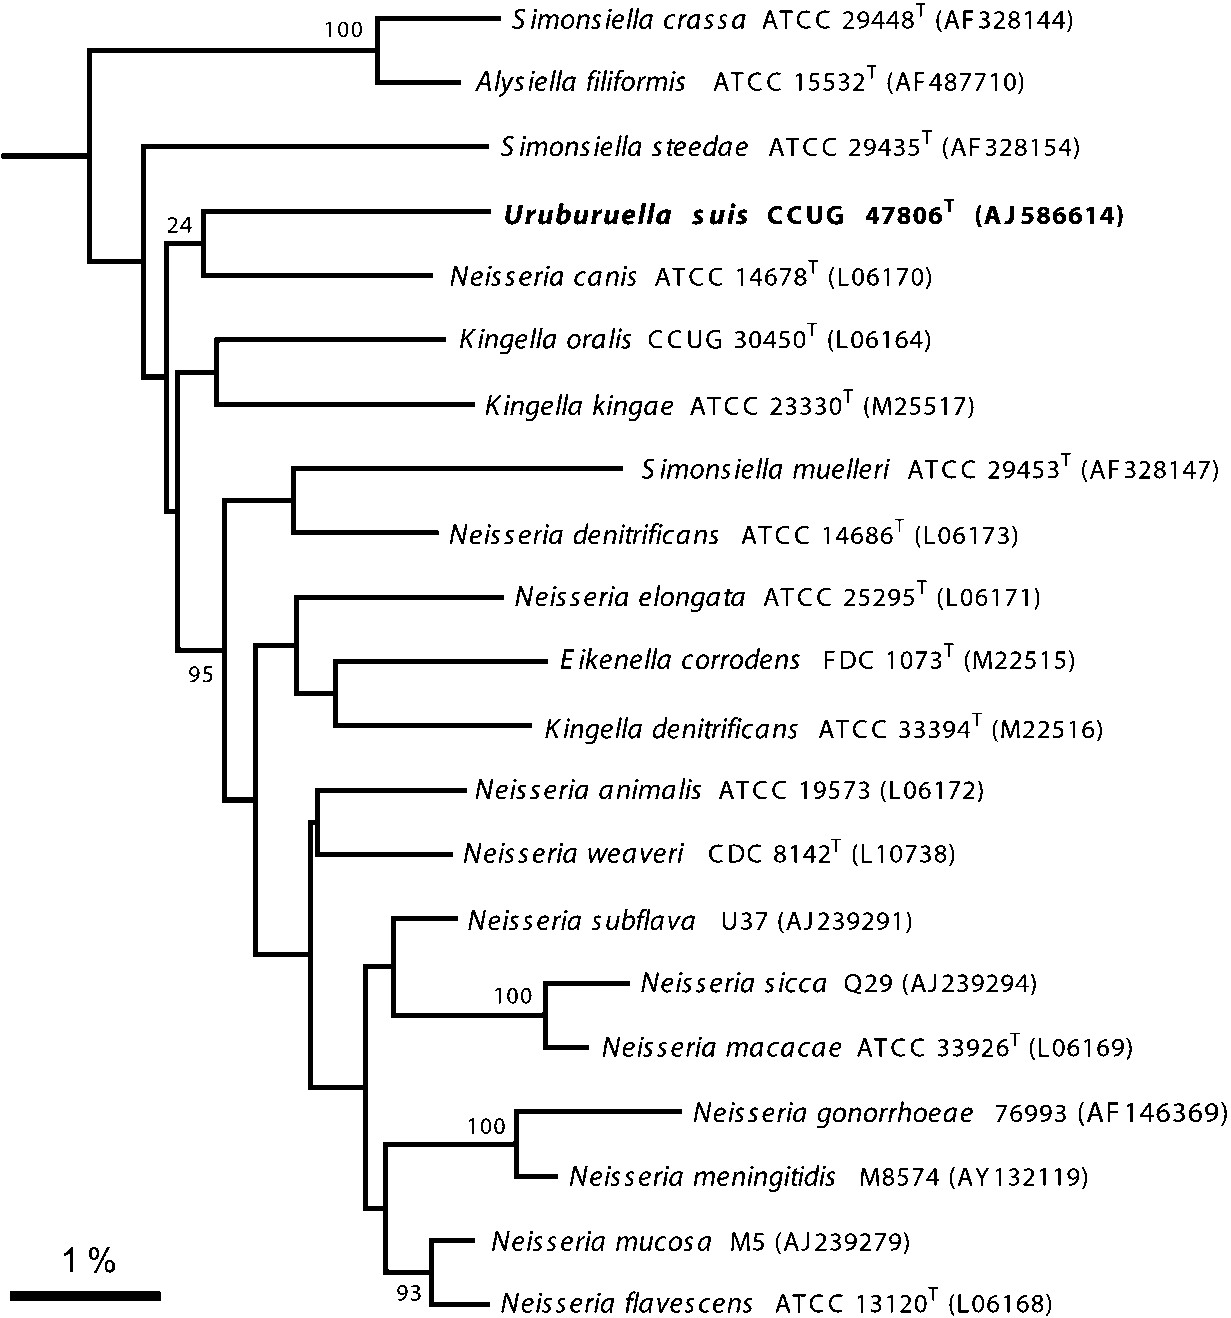 100
Simonsiella crassa ATCC 29448T (AF328144)
Alysiella filiformis ATCC 15532T (AF487710)
Simonsiella steedae ATCC 29435T (AF328154)
24
Uruburuella suis CCUG 47806T (AJ586614)
Neisseria canis ATCC 14678T (L06170)
Kingella oralis CCUG 30450T (L06164)
Kingella kingae ATCC 23330T (M25517)
Simonsiella muelleri ATCC 29453T (AF328147)
Neisseria denitrificans ATCC 14686T (L06173)
Neisseria elongata ATCC 25295T (L06171)
Eikenella corrodens FDC 1073T (M22515)
95
Kingella denitrificans ATCC 33394T (M22516)
Neisseria animalis ATCC 19573 (L06172)
Neisseria weaveri CDC 8142T (L10738)
Neisseria subflava U37 (AJ239291)
100
Neisseria sicca Q29 (AJ239294)
Neisseria macacae ATCC 33926T (L06169)
100
Neisseria gonorrhoeae 76993 (AF146369)
Neisseria meningitidis M8574 (AY132119)
Neisseria mucosa M5 (AJ239279)
1 %
93
Neisseria flavescens ATCC 13120T (L06168)